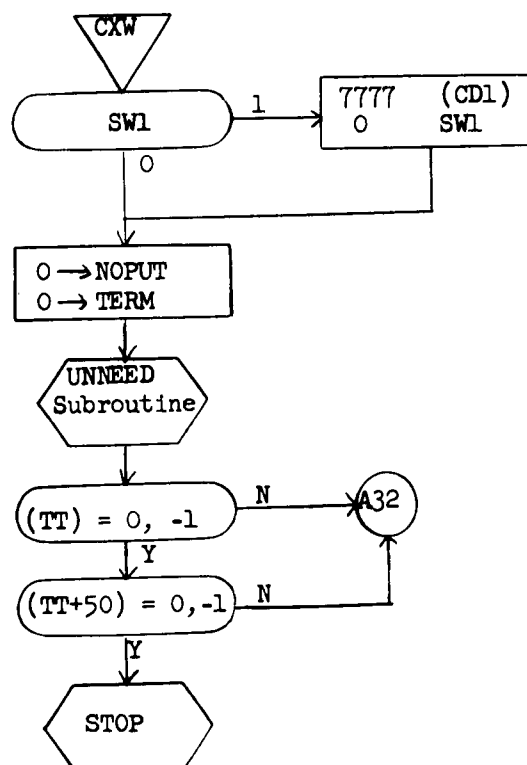 CXW
SW1
1
7777 (CD1)
0 SW1
0
0 → NOPUT
0 → TERM
UNNEED
Subroutine
(TT) = 0, -1
N
A32
Y
(TT+50) = 0,-1
N
Y
STOP